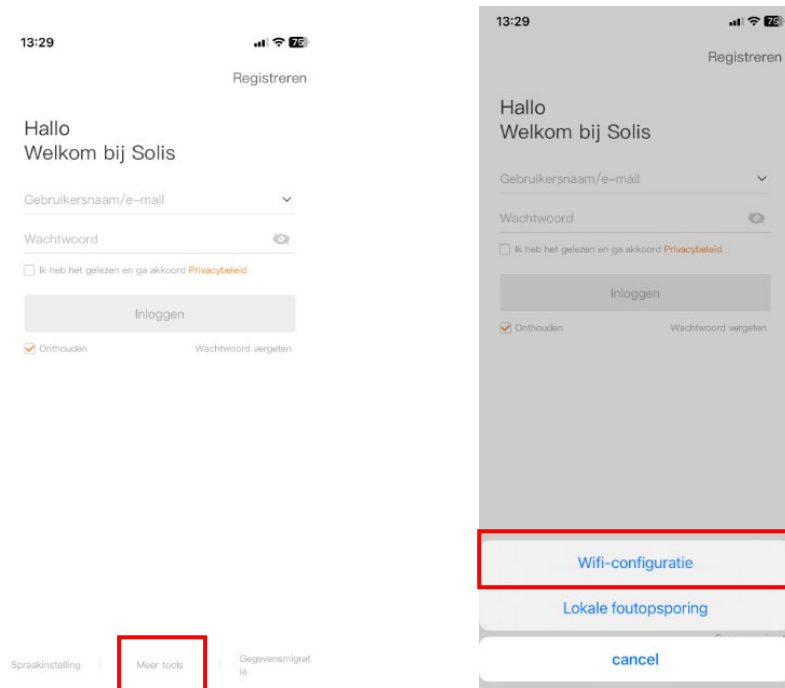 13:29
75
Registreren
Hallo
Welkom bij Solis
Gebruikersnaam/e-mail
Wachtwoord
Ik heb het gelezen en ga akkoord Privacybeleid
Inloggen
Onthouden
Wachtwoord vergeten
Spraakinstelling
Meer tools
Gegevensmigrat
ie
13:29
75
Registreren
Hallo
Welkom bij Solis
Gebruikersnaam/e-mail
Wachtwoord
Ik heb het gelezen en ga akkoord Privacybeleid
Inloggen
Onthouden
Wachtwoord vergeten
Wifi-configuratie
Lokale foutopsporing
cancel